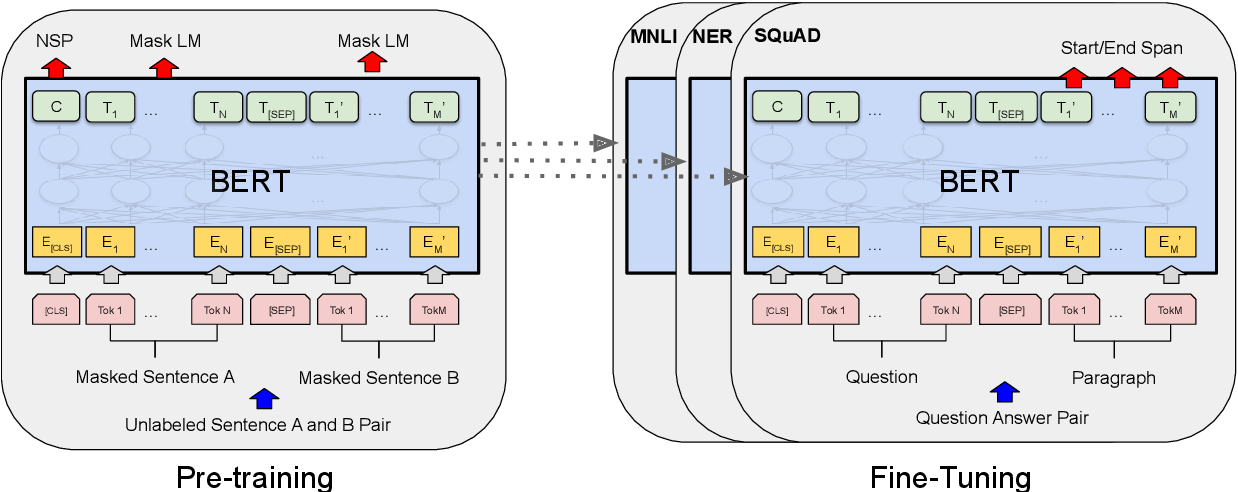 NSP Mask LM Mask LM
C T1 ... TN T[SEP] T1’ ... TM’
...
BERT
...
E[CLS] E1 ... EN E[SEP] E1’ ... EM’
[CLS] Tok 1 ... Tok N [SEP] Tok 1 ... TokM
Masked Sentence A Masked Sentence B
Unlabeled Sentence A and B Pair
Pre-training
MNLI NER SQuAD
Start/End Span
C T1 ... TN T[SEP] T1’ ... TM’
...
BERT
...
E[CLS] E1 ... EN E[SEP] E1’ ... EM’
[CLS] Tok 1 ... Tok N [SEP] Tok 1 ... TokM
Question Paragraph
Question Answer Pair
Fine-Tuning